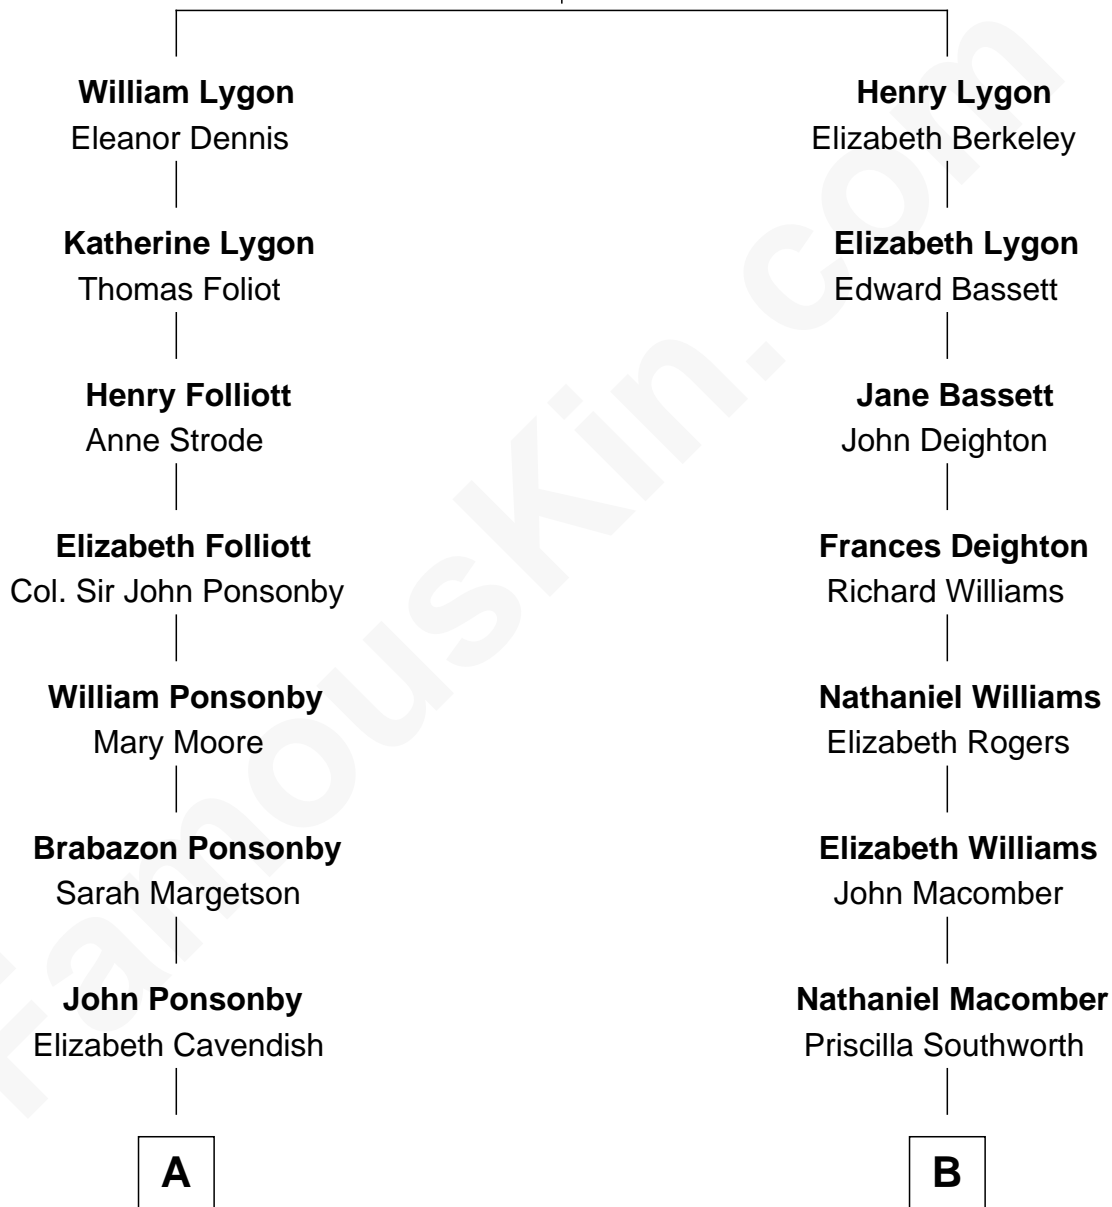 William Lygon
Eleanor Dennis
Katherine Lygon
Thomas Foliot
Henry Folliott
Anne Strode
Elizabeth Folliott
Col. Sir John Ponsonby
William Ponsonby
Mary Moore
Brabazon Ponsonby
Sarah Margetson
John Ponsonby
Elizabeth Cavendish
A
Henry Lygon
Elizabeth Berkeley
Elizabeth Lygon
Edward Bassett
Jane Bassett
John Deighton
Frances Deighton
Richard Williams
Nathaniel Williams
Elizabeth Rogers
Elizabeth Williams
John Macomber
Nathaniel Macomber
Priscilla Southworth
B
FamousKin.com